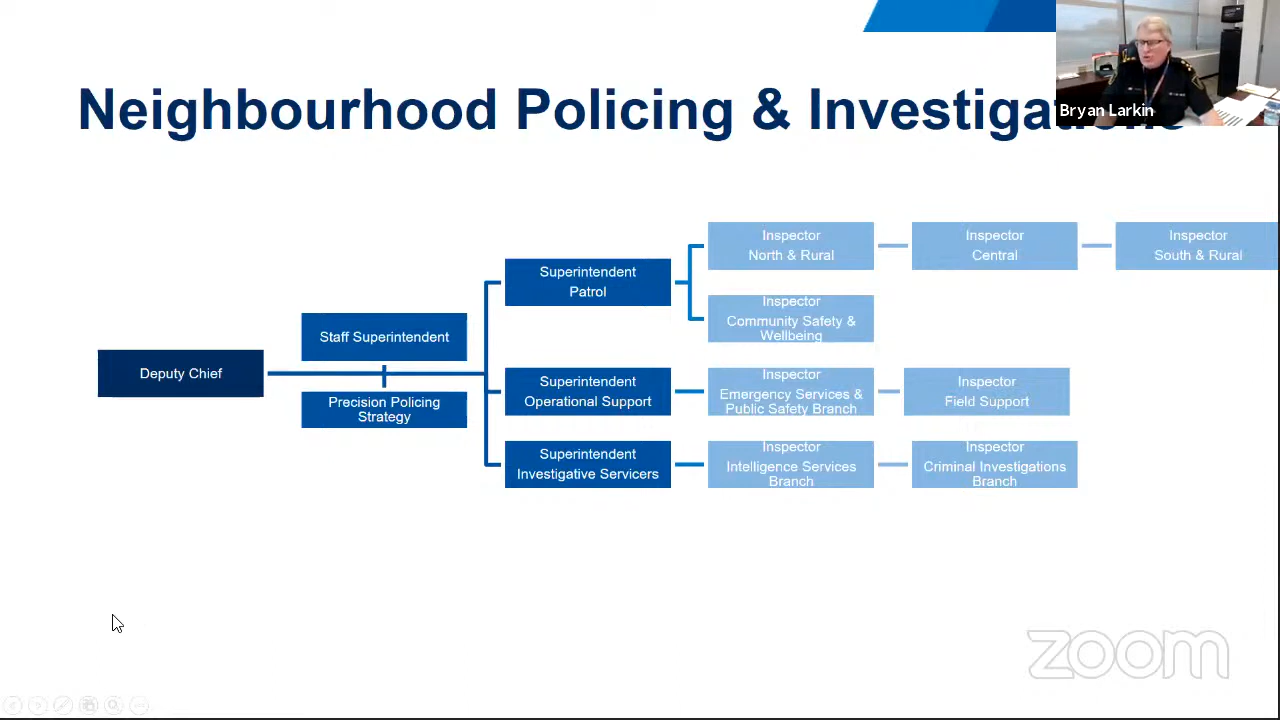 Neighbourhood Policing & Investigations
Bryan Larkin
Inspector
North & Rural
Inspector
Central
Inspector
South & Rural
Superintendent
Patrol
Inspector
Community Safety &
Wellbeing
Staff Superintendent
Deputy Chief
Precision Policing
Strategy
Superintendent
Operational Support
Inspector
Emergency Services &
Public Safety Branch
Inspector
Field Support
Superintendent
Investigative Servicers
Inspector
Intelligence Services
Branch
Inspector
Criminal Investigations
Branch
zoom